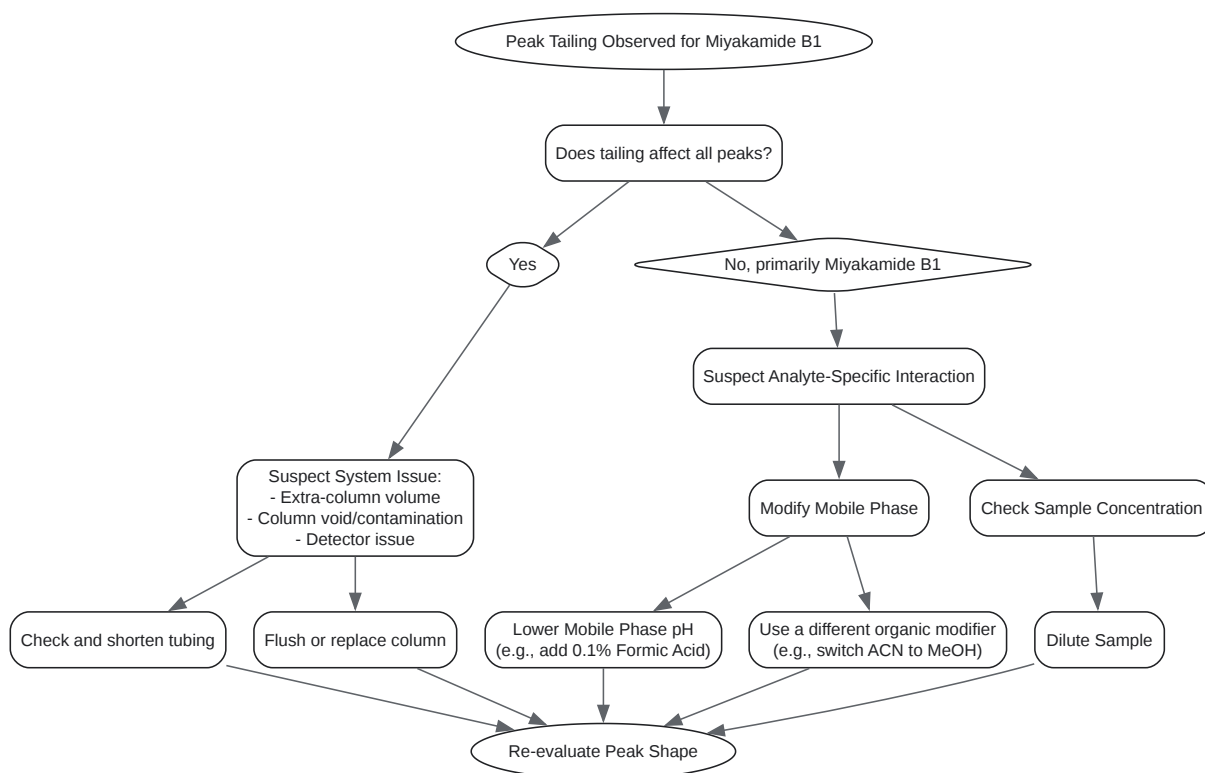 Peak Tailing Observed for Miyakamide B1
Does tailing affect all peaks?
Yes
No, primarily Miyakamide B1
Suspect Analyte-Specific Interaction
Suspect System Issue:
- Extra-column volume
- Column void/contamination
- Detector issue
Modify Mobile Phase
Check Sample Concentration
Check and shorten tubing
Flush or replace column
Lower Mobile Phase pH
(e.g., add 0.1% Formic Acid)
Use a different organic modifier
(e.g., switch ACN to MeOH)
Dilute Sample
Re-evaluate Peak Shape